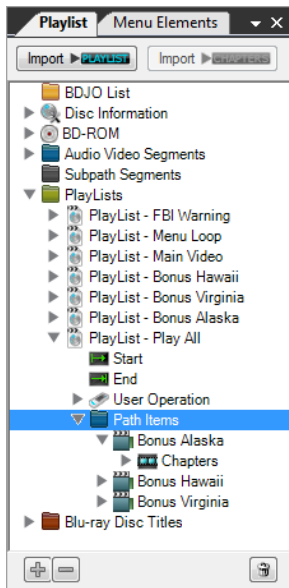 Playlist Menu Elements
Import PLAYLIST Import CHAPTERS
BDJO List
Disc Information
BD-ROM
Audio Video Segments
Subpath Segments
PlayLists
PlayList - FBI Warning
PlayList - Menu Loop
PlayList - Main Video
PlayList - Bonus Hawaii
PlayList - Bonus Virginia
PlayList - Bonus Alaska
PlayList - Play All
Start
End
User Operation
Path Items
Bonus Alaska
Chapters
Bonus Hawaii
Bonus Virginia
Blu-ray Disc Titles